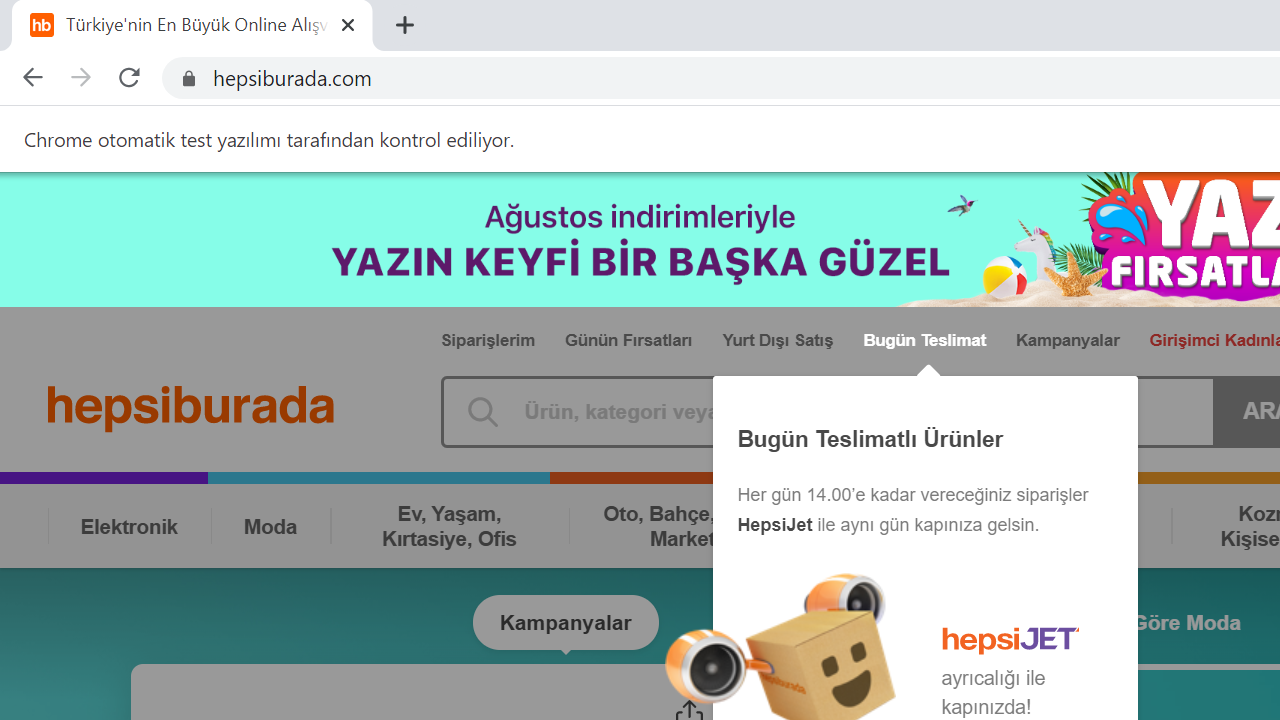 hb Türkiye'nin En Büyük Online Alışv
hepsiburada.com
Chrome otomatik test yazılımı tarafından kontrol ediliyor.
Ağustos indirimleriyle
YAZIN KEYFİ BİR BAŞKA GÜZEL
YAZ
FIRSATLA
Siparişlerim Günün Fırsatları Yurt Dışı Satış Bugün Teslimat Kampanyalar Girişimci Kadınla
hepsiburada
Ürün, kategori veya
ARA
Bugün Teslimatlı Ürünler
Her gün 14.00’e kadar vereceğiniz siparişler
HepsiJet ile aynı gün kapınıza gelsin.
Elektronik
Moda
Ev, Yaşam,
Kırtasiye, Ofis
Oto, Bahçe,
Market
Kozm
Kişise
Kampanyalar
Göre Moda
hepsiburada
hepsiJET
ayrıcalığı ile
kapınızda!